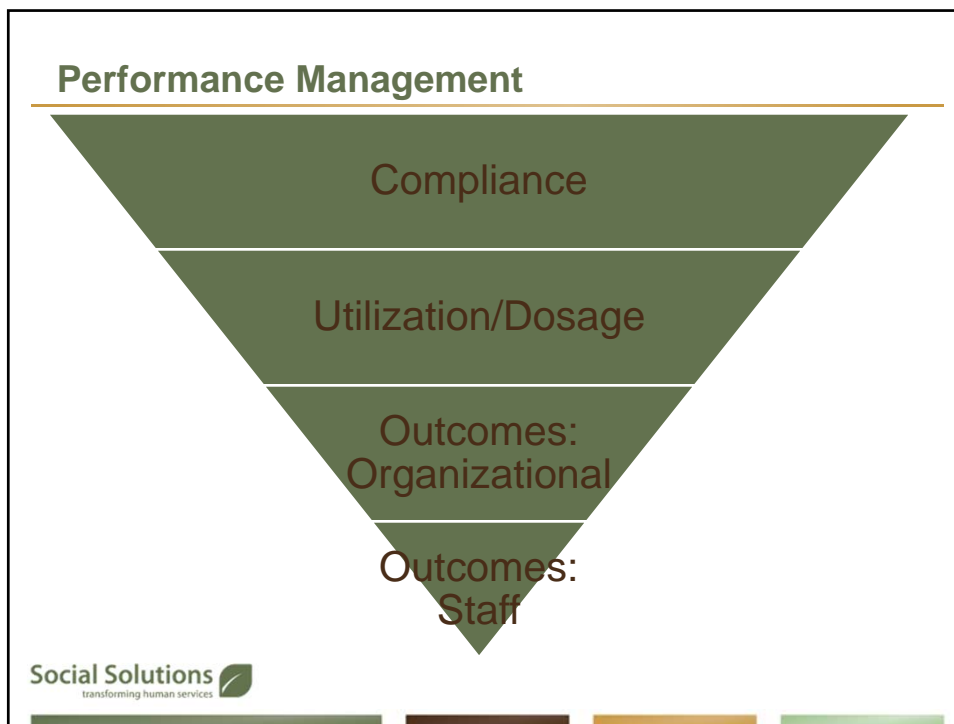 Performance Management
Compliance
Utilization/Dosage
Outcomes:
Organizational
Outcomes:
Staff
Social Solutions
transforming human services